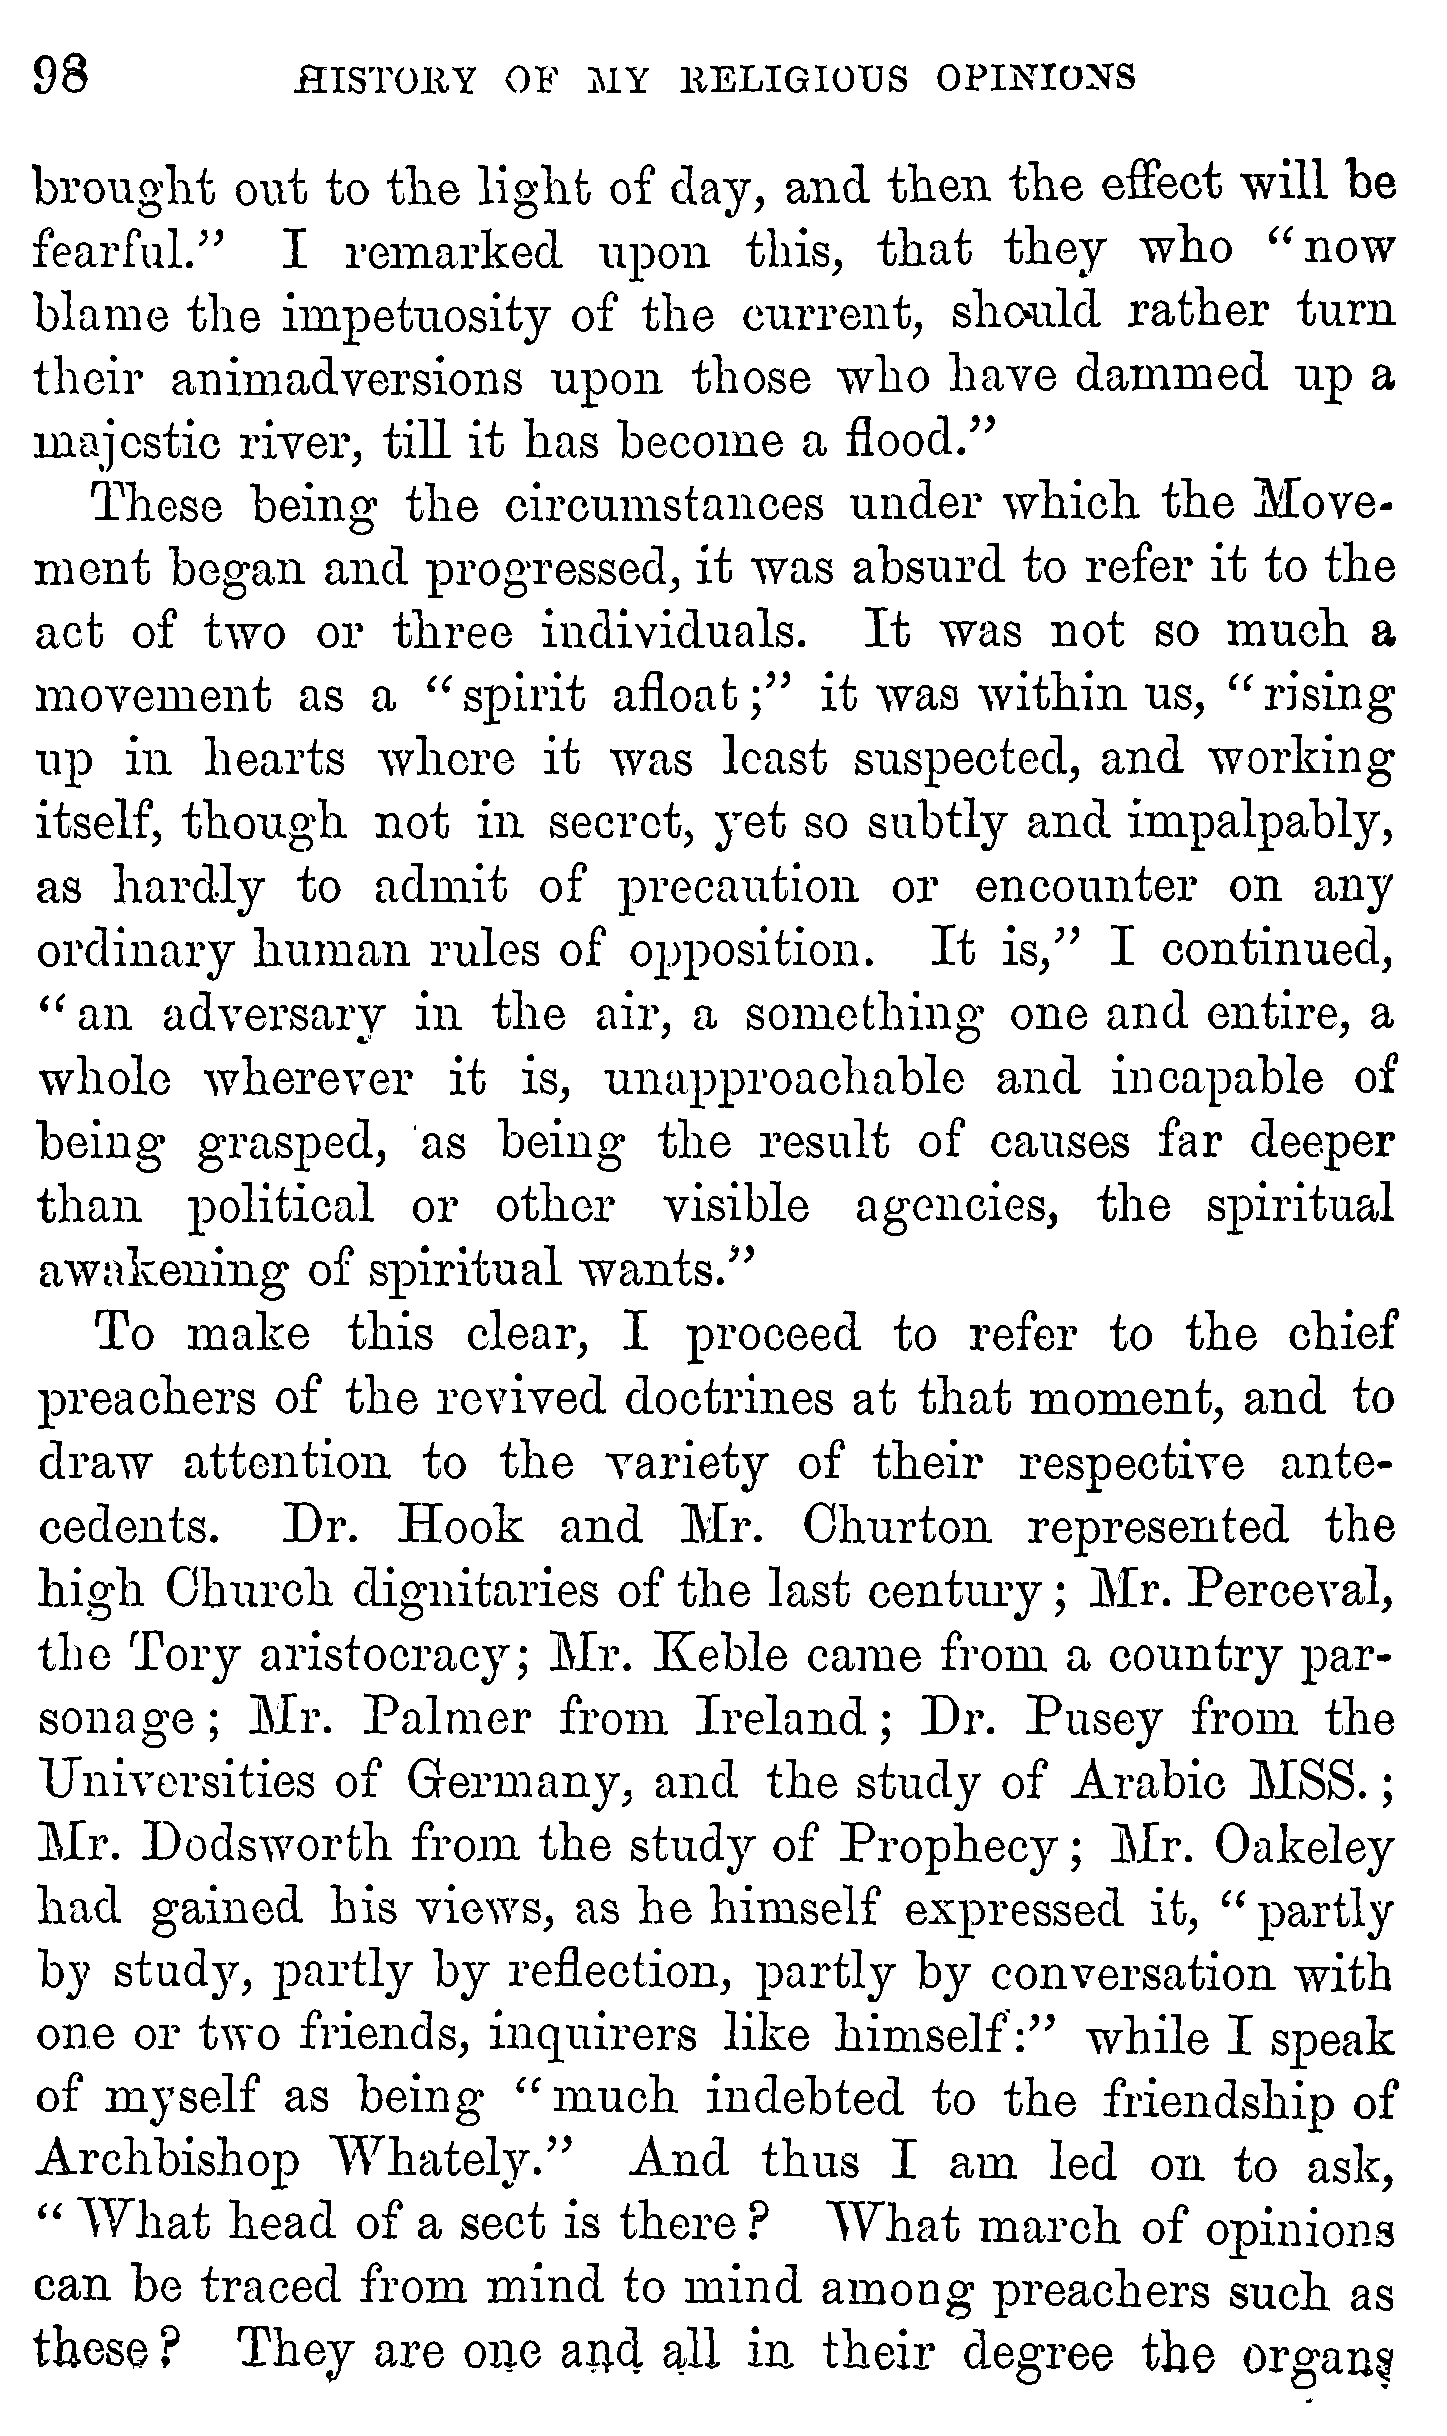 98 HISTORY OF MY RELIGIOUS OPINIONS
brought out to the light of day, and then the effect will be
fearful.” I remarked upon this, that they who “now
blame the impetuosity of the current, should rather turn
their animadversions upon those who have dammed up a
majestic river, till it has become a flood.”
These being the circumstances under which the Move-
ment began and progressed, it was absurd to refer it to the
act of two or three individuals. It was not so much a
movement as a “spirit afloat;” it was within us, “rising
up in hearts where it was least suspected, and working
itself, though not in secret, yet so subtly and impalpably,
as hardly to admit of precaution or encounter on any
ordinary human rules of opposition. It is,” I continued,
“an adversary in the air, a something one and entire, a
whole wherever it is, unapproachable and incapable of
being grasped, as being the result of causes far deeper
than political or other visible agencies, the spiritual
awakening of spiritual wants.”
To make this clear, I proceed to refer to the chief
preachers of the revived doctrines at that moment, and to
draw attention to the variety of their respective ante-
cedents. Dr. Hook and Mr. Churton represented the
high Church dignitaries of the last century; Mr. Perceval,
the Tory aristocracy; Mr. Keble came from a country par-
sonage; Mr. Palmer from Ireland; Dr. Pusey from the
Universities of Germany, and the study of Arabic MSS.;
Mr. Dodsworth from the study of Prophecy; Mr. Oakeley
had gained his views, as he himself expressed it, “partly
by study, partly by reflection, partly by conversation with
one or two friends, inquirers like himself:” while I speak
of myself as being “much indebted to the friendship of
Archbishop Whately.” And thus I am led on to ask,
“What head of a sect is there? What march of opinions
can be traced from mind to mind among preachers such as
these? They are one and all in their degree the organs